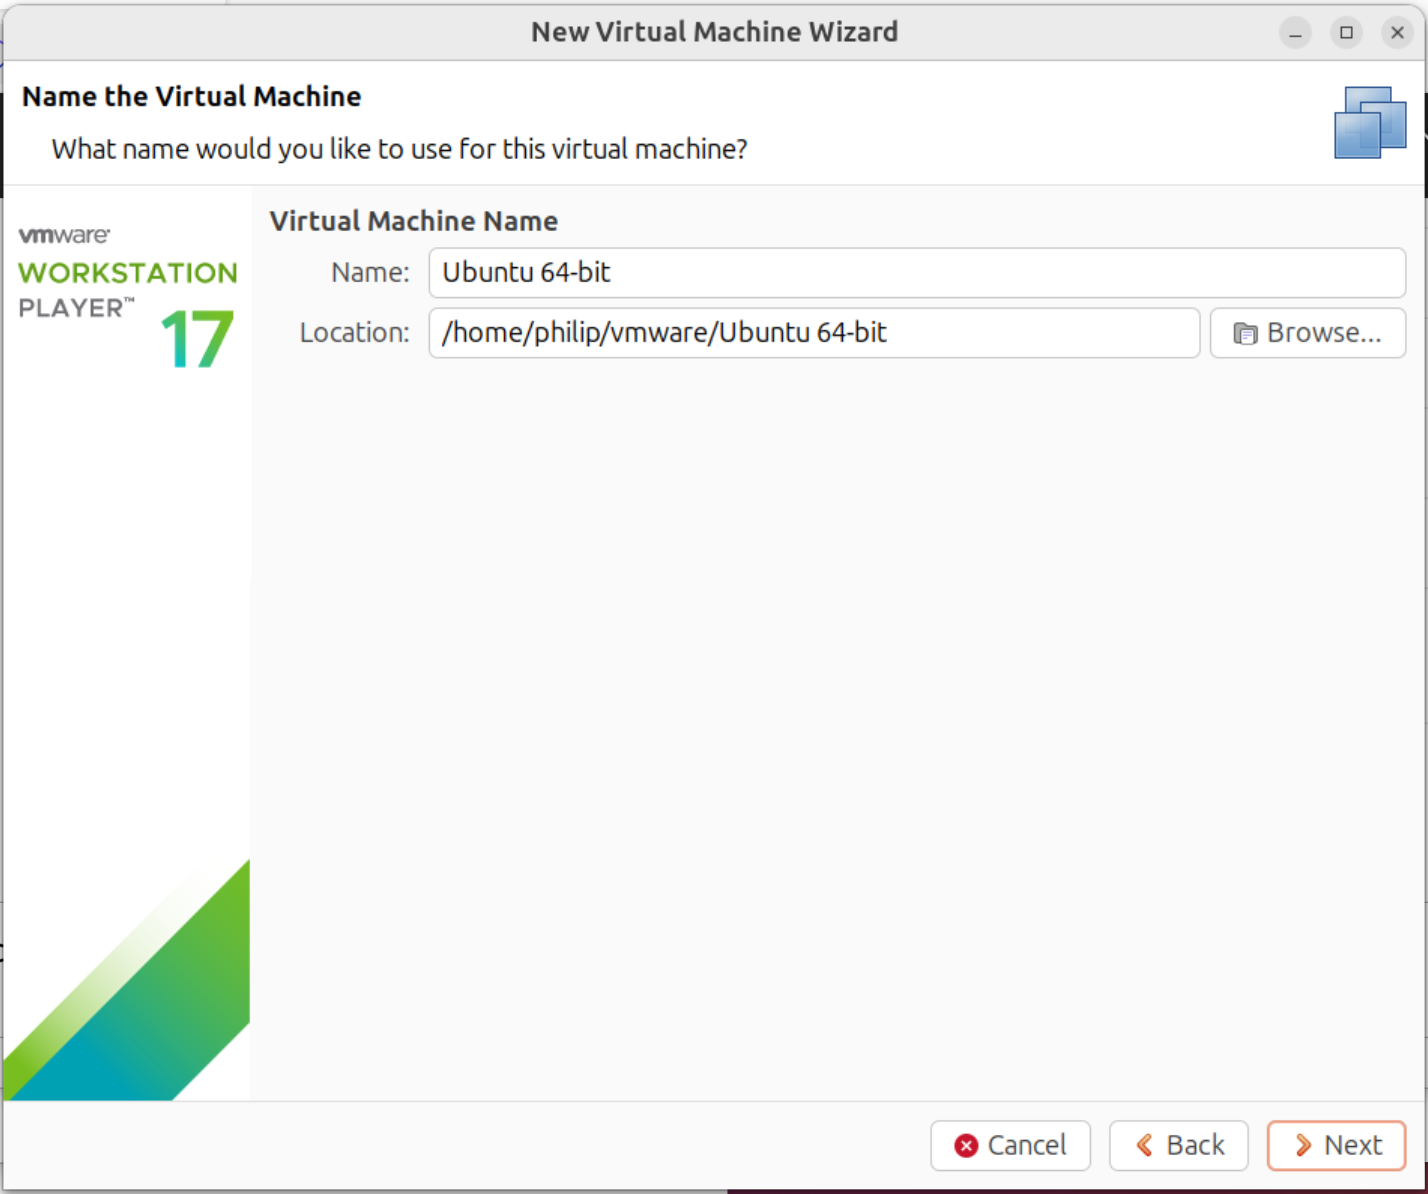 New Virtual Machine Wizard
Name the Virtual Machine
What name would you like to use for this virtual machine?
vmware
WORKSTATION
PLAYER™
17
Virtual Machine Name
Name: Ubuntu 64-bit
Location: /home/philip/vmware/Ubuntu 64-bit Browse...
Cancel Back Next